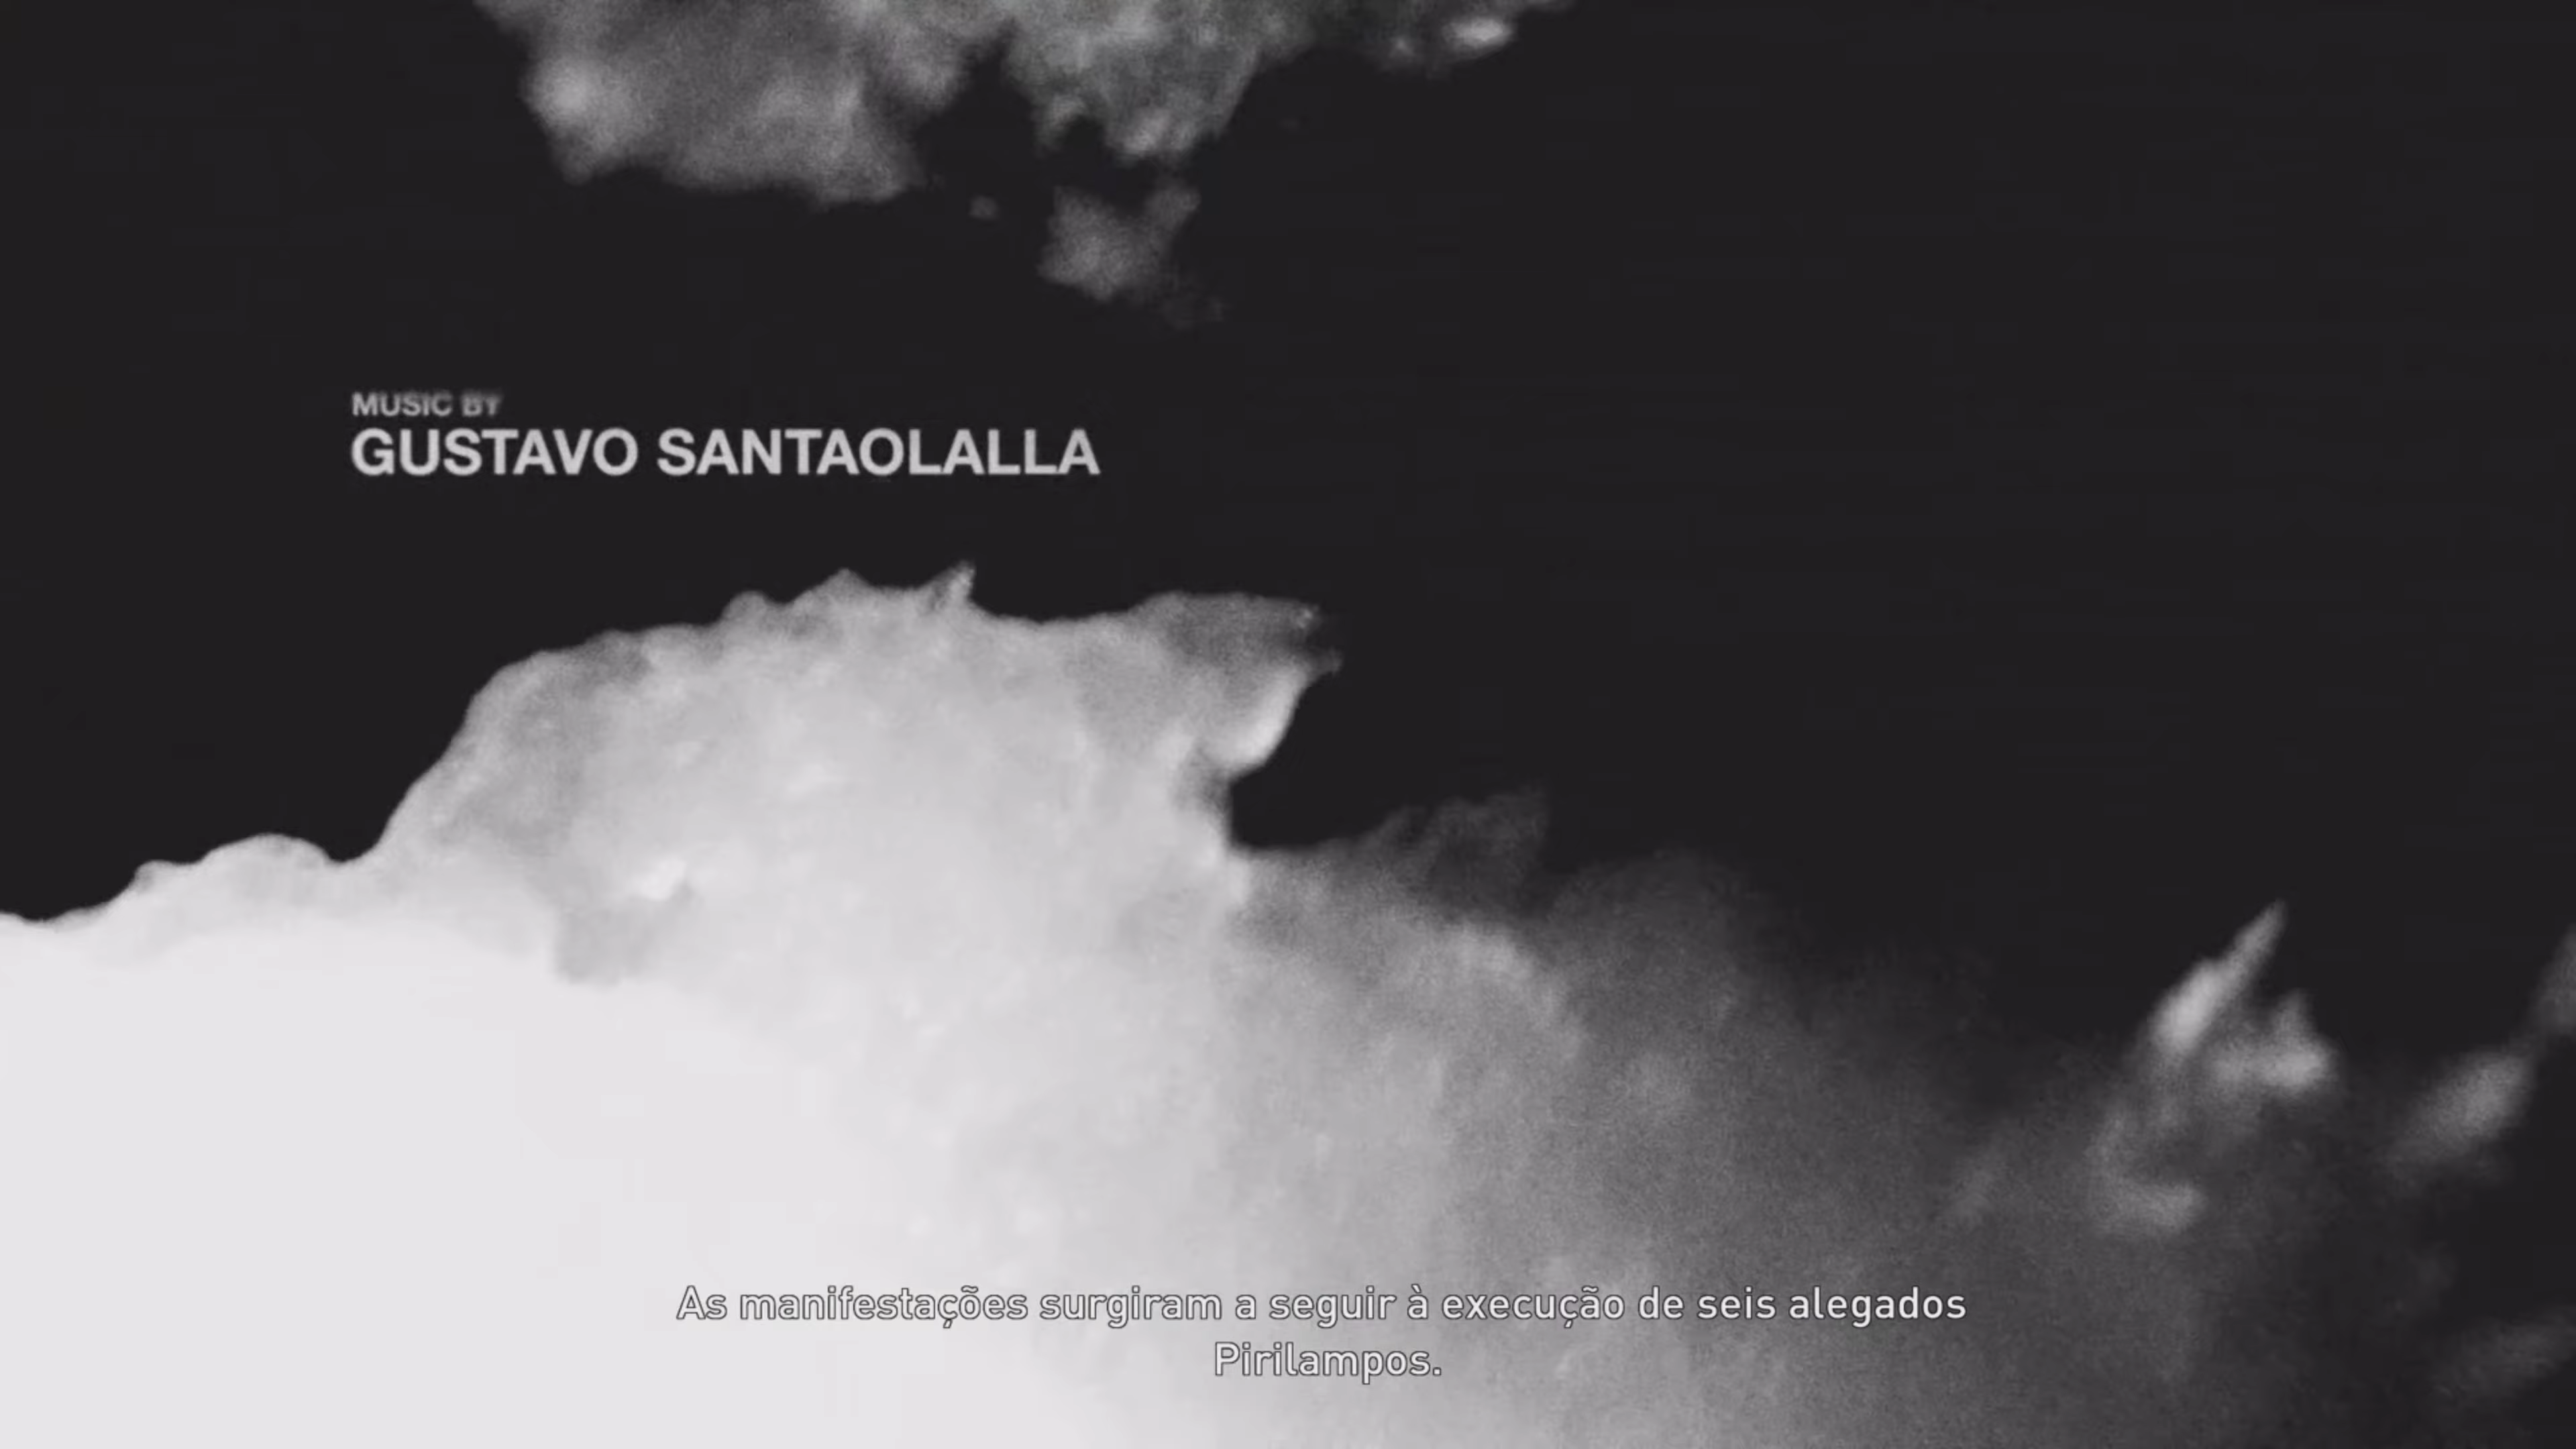 MUSIC BY
GUSTAVO SANTAOLALLA
As manifestações surgiram a seguir à execução de seis alegados
Pirilampos.